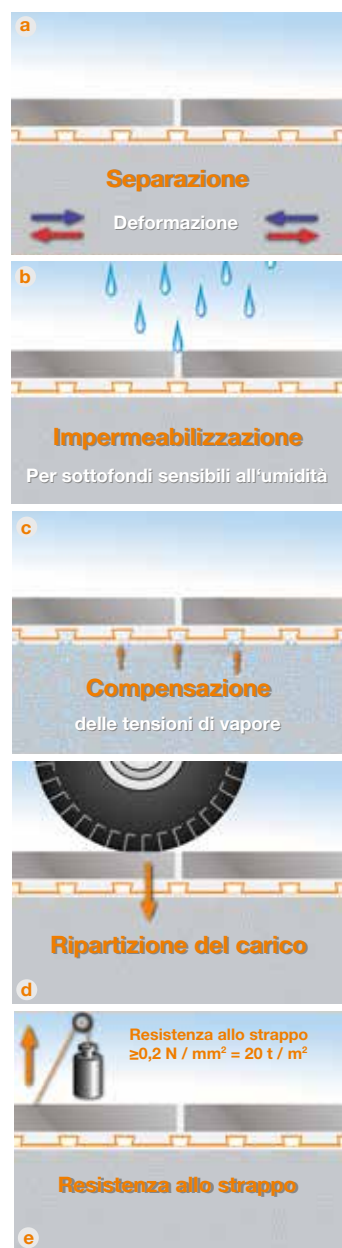 a
Separazione
Deformazione
b
Impermeabilizzazione
Per sottofondi sensibili all‘umidità
c
Compensazione
delle tensioni di vapore
Ripartizione del carico
d
Resistenza allo strappo
≥0,2 N / mm² = 20 t / m²
Resistenza allo strappo
e